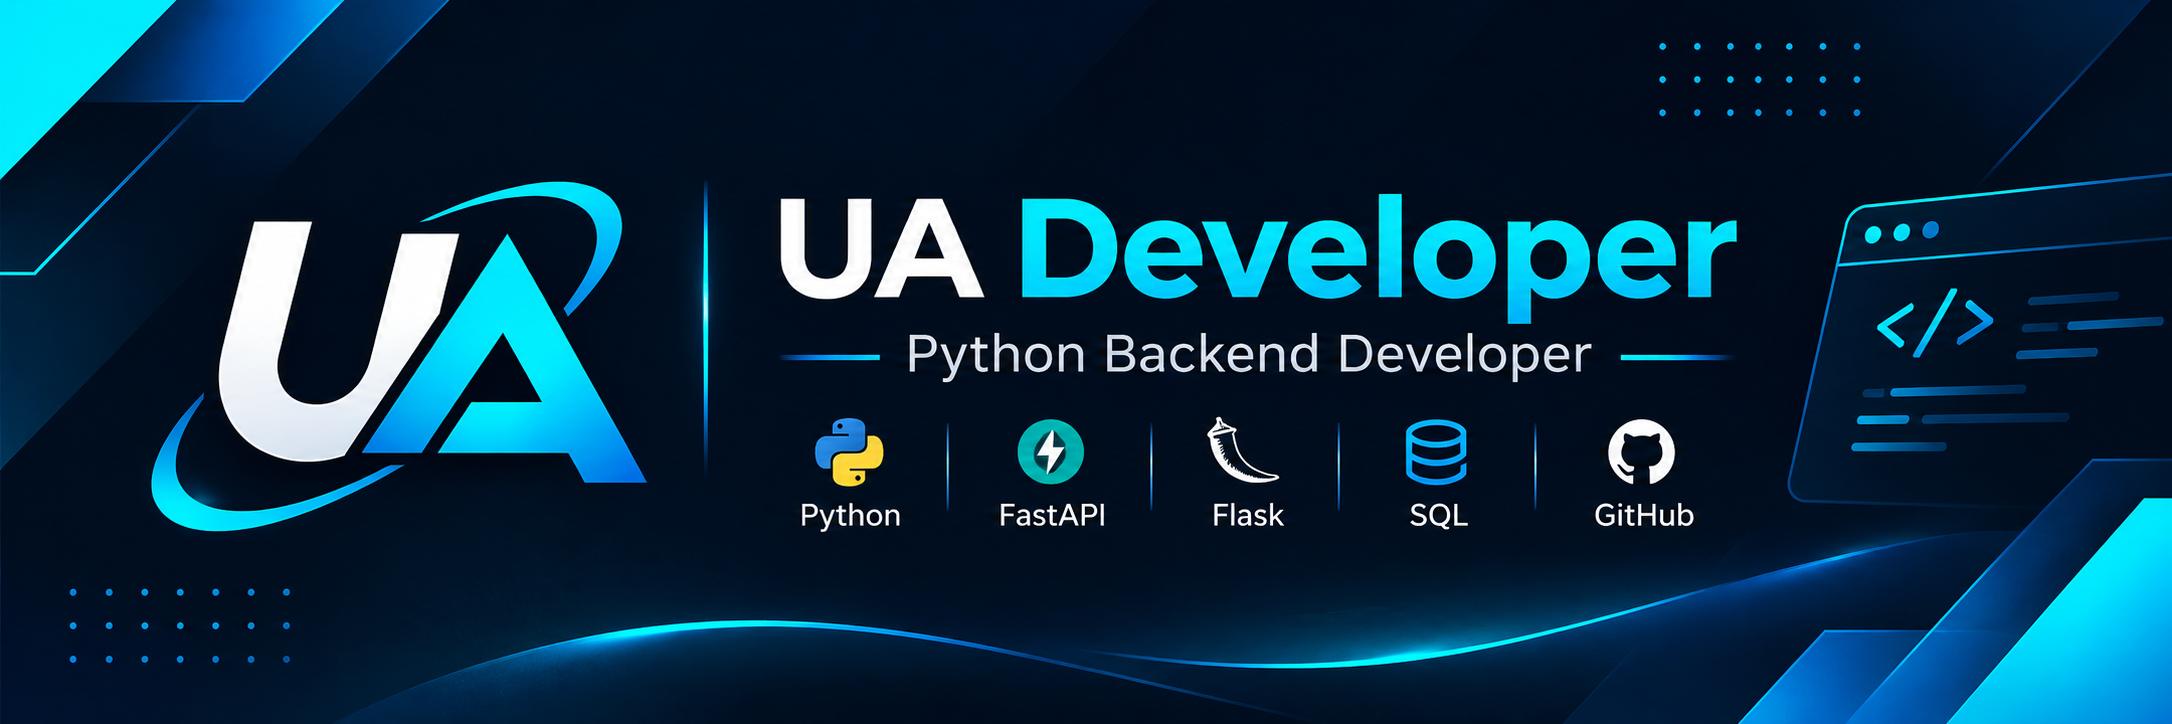 UA
UA Developer
Python Backend Developer
Python
FastAPI
Flask
SQL
GitHub
</>